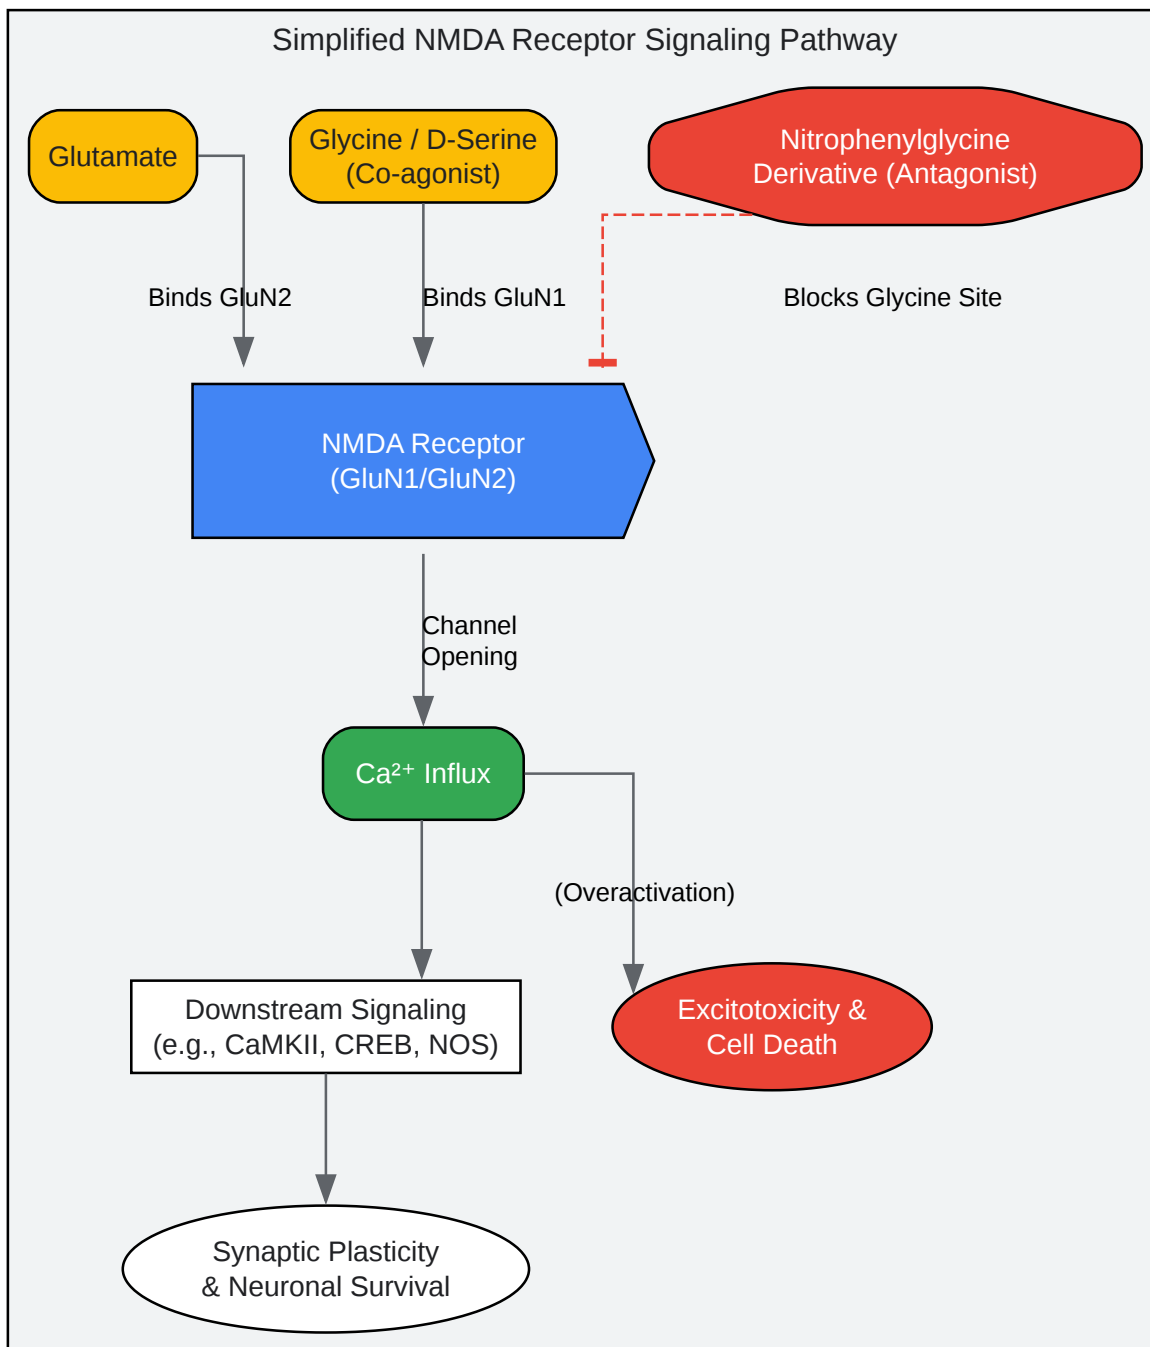 Simplified NMDA Receptor Signaling Pathway
Glutamate
Glycine / D-Serine
(Co-agonist)
Nitrophenylglycine
Derivative (Antagonist)
Binds GluN2
Binds GluN1
Blocks Glycine Site
NMDA Receptor
(GluN1/GluN2)
Channel
Opening
Ca²⁺ Influx
(Overactivation)
Downstream Signaling
(e.g., CaMKII, CREB, NOS)
Excitotoxicity &
Cell Death
Synaptic Plasticity
& Neuronal Survival